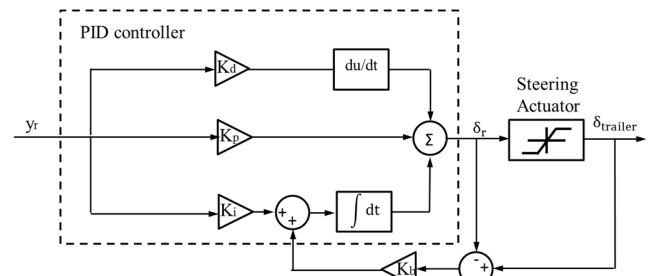 PID controller
Kd
du/dt
Steering
Actuator
yr
Kp
Σ
δr
δtrailer
Ki
+
+
∫ dt
Kb
-
+